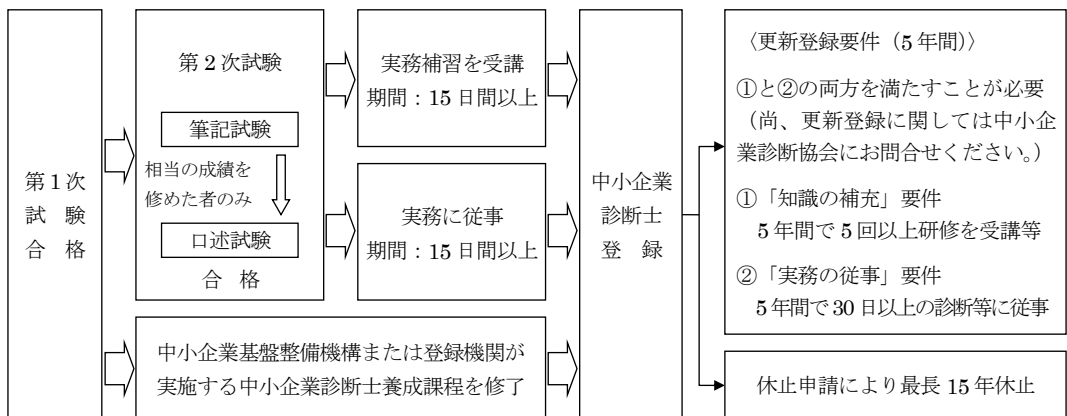 第1次
試験
合格
第2次試験
筆記試験
相当の成績を
修めた者のみ
口述試験
合格
実務補習を受講
期間：15日間以上
実務に従事
期間：15日間以上
中小企業基盤整備機構または登録機関が
実施する中小企業診断士養成課程を修了
中小企業
診断士
登録
〈更新登録要件（5年間）〉
①と②の両方を満たすことが必要
（尚、更新登録に関しては中小企
業診断協会にお問合せください。）
①「知識の補充」要件
5年間で5回以上研修を受講等
②「実務の従事」要件
5年間で30日以上の診断等に従事
休止申請により最長15年休止